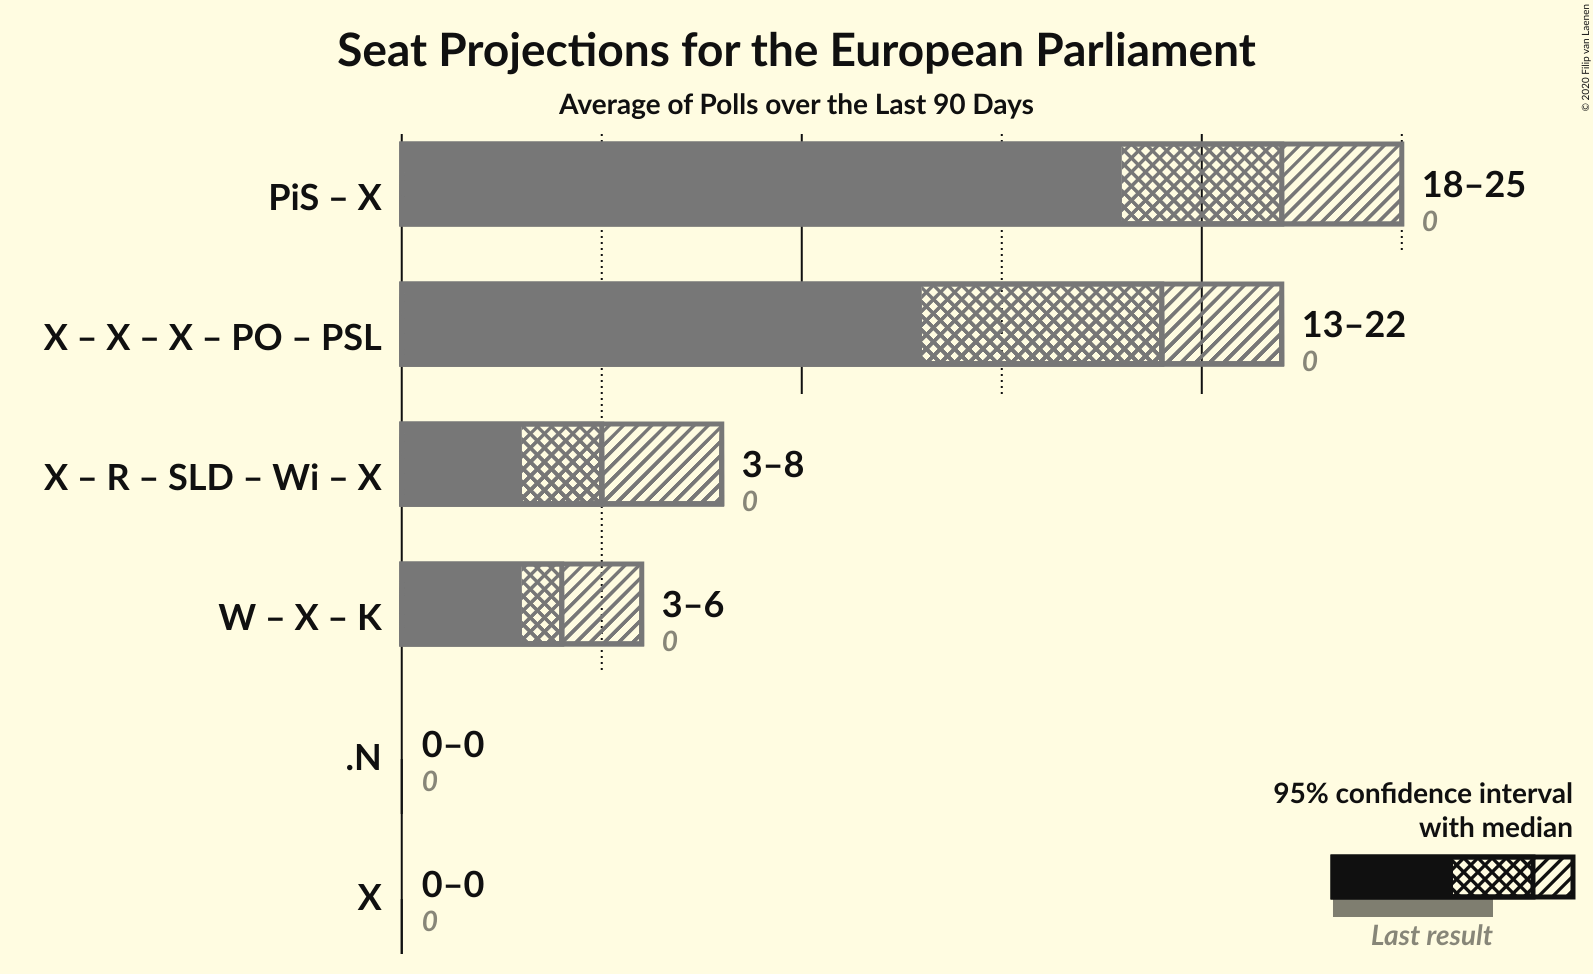 Seat Projections for the European Parliament
Average of Polls over the Last 90 Days
© 2020 Filip van Laenen
PiS – X
18–25
0
X – X – X – PO – PSL
13–22
0
X – R – SLD – Wi – X
3–8
0
W – X – K
3–6
0
.N
0–0
0
X
0–0
0
95% confidence interval
with median
Last result